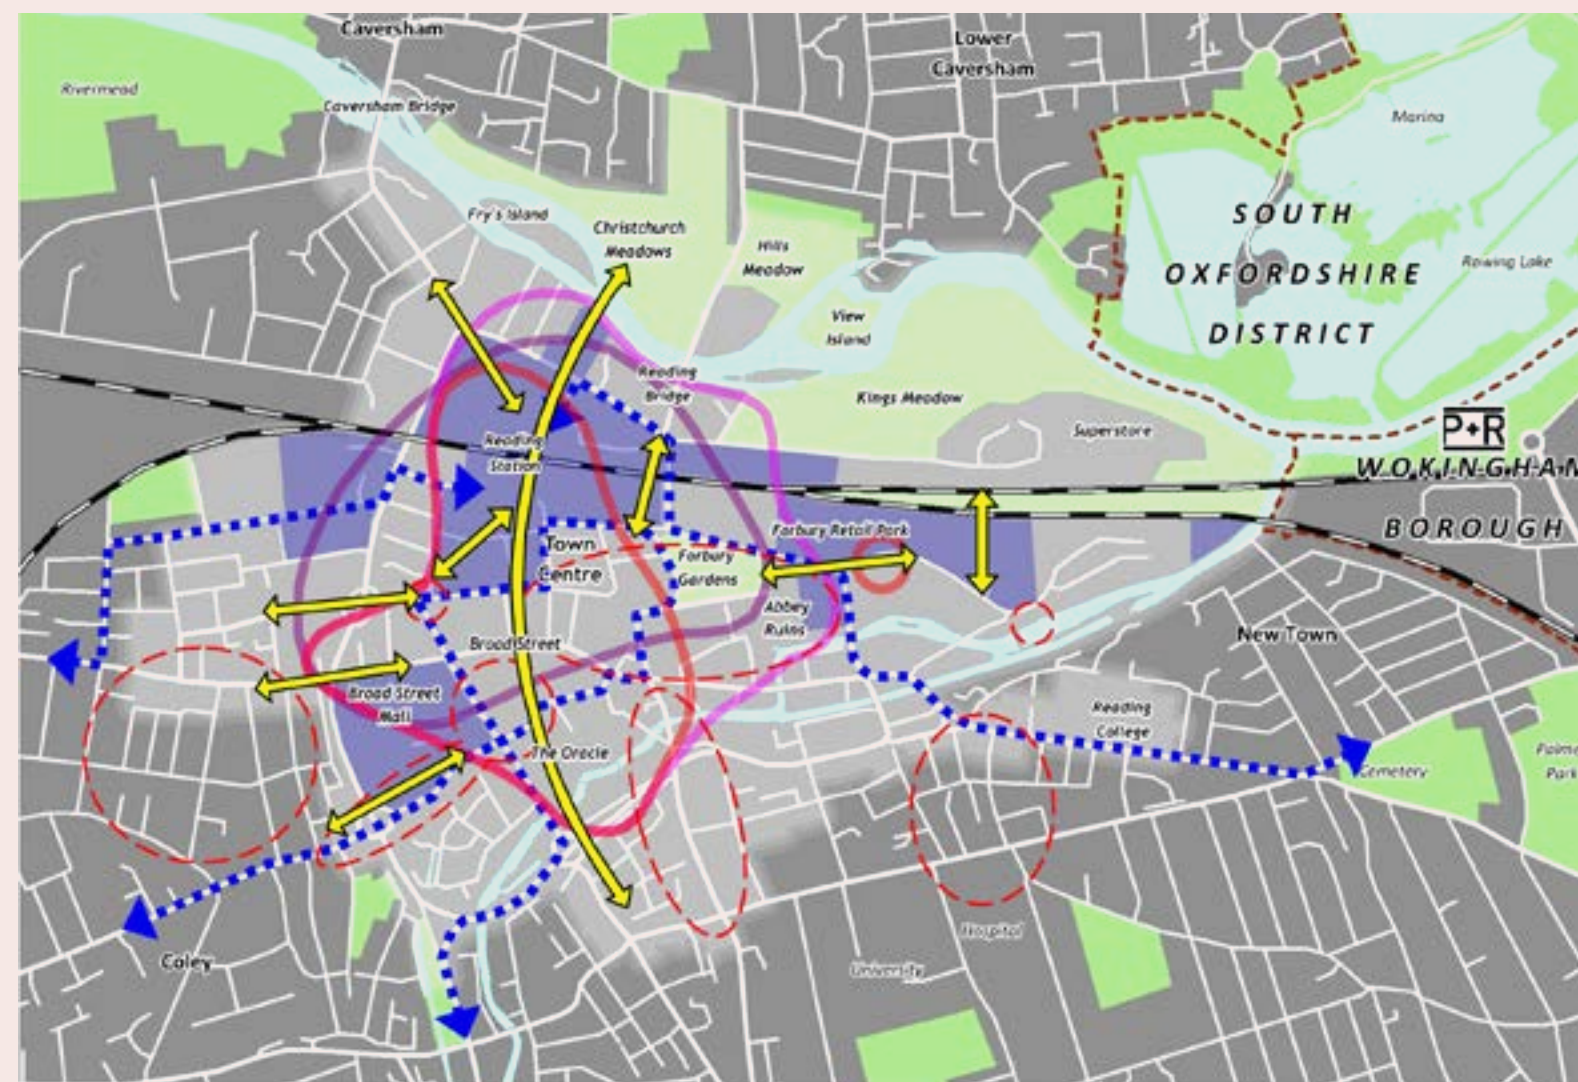 Caversham
Lower
Caversham
Rivermead
Caversham Bridge
Marina
Fry's Island
Christchurch
Meadows
Hills
Meadow
SOUTH
OXFORDSHIRE
DISTRICT
Rowing Lake
View
Island
Reading
Bridge
Kings Meadow
Superstore
P+R
Reading
Station
WOKINGHAM
BOROUGH
Forbury Retail Park
Town
Centre
Forbury
Gardens
Abbey
Ruins
New Town
Broad Street
Broad Street
Mall
Reading
College
The Oracle
Cemetery
Park
Hospital
Coley
University